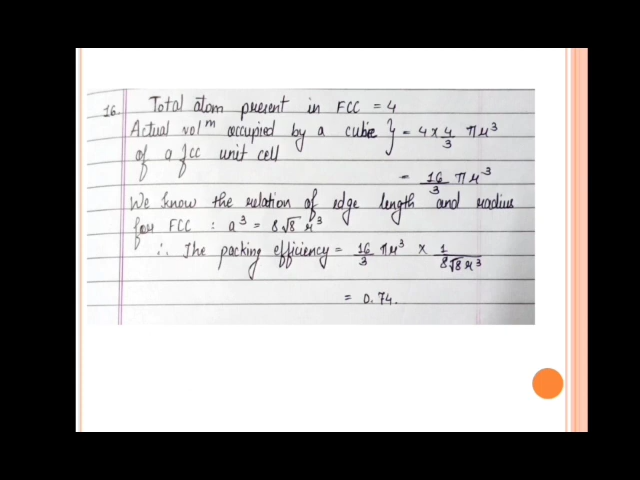 16. Total atom present in FCC = 4
Actual vol^m occupied by a cubic } = 4 × 4/3 πr³
of a fcc unit cell
= 16/3 πr³
We know the relation of edge length and radius
for FCC : a³ = 8√8 r³
∴ The packing efficiency = 16/3 πr³ × 1/8√8 r³
= 0.74.